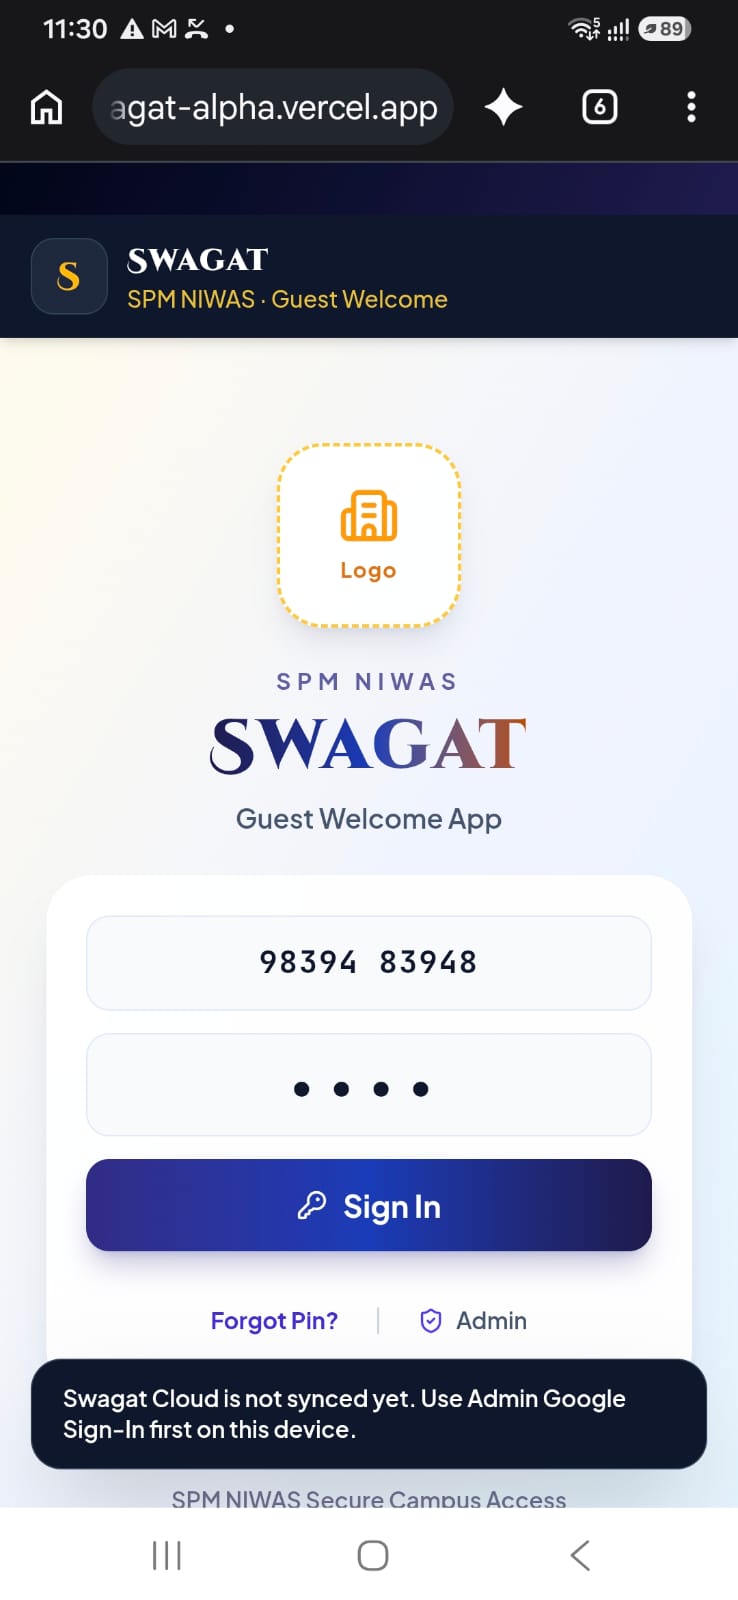 11:30
5
89
agat-alpha.vercel.app
6
S
SWAGAT
SPM NIWAS · Guest Welcome
Logo
SPM NIWAS
SWAGAT
Guest Welcome App
98394 83948
Sign In
Forgot Pin?
Admin
Swagat Cloud is not synced yet. Use Admin Google
Sign-In first on this device.
SPM NIWAS Secure Campus Access